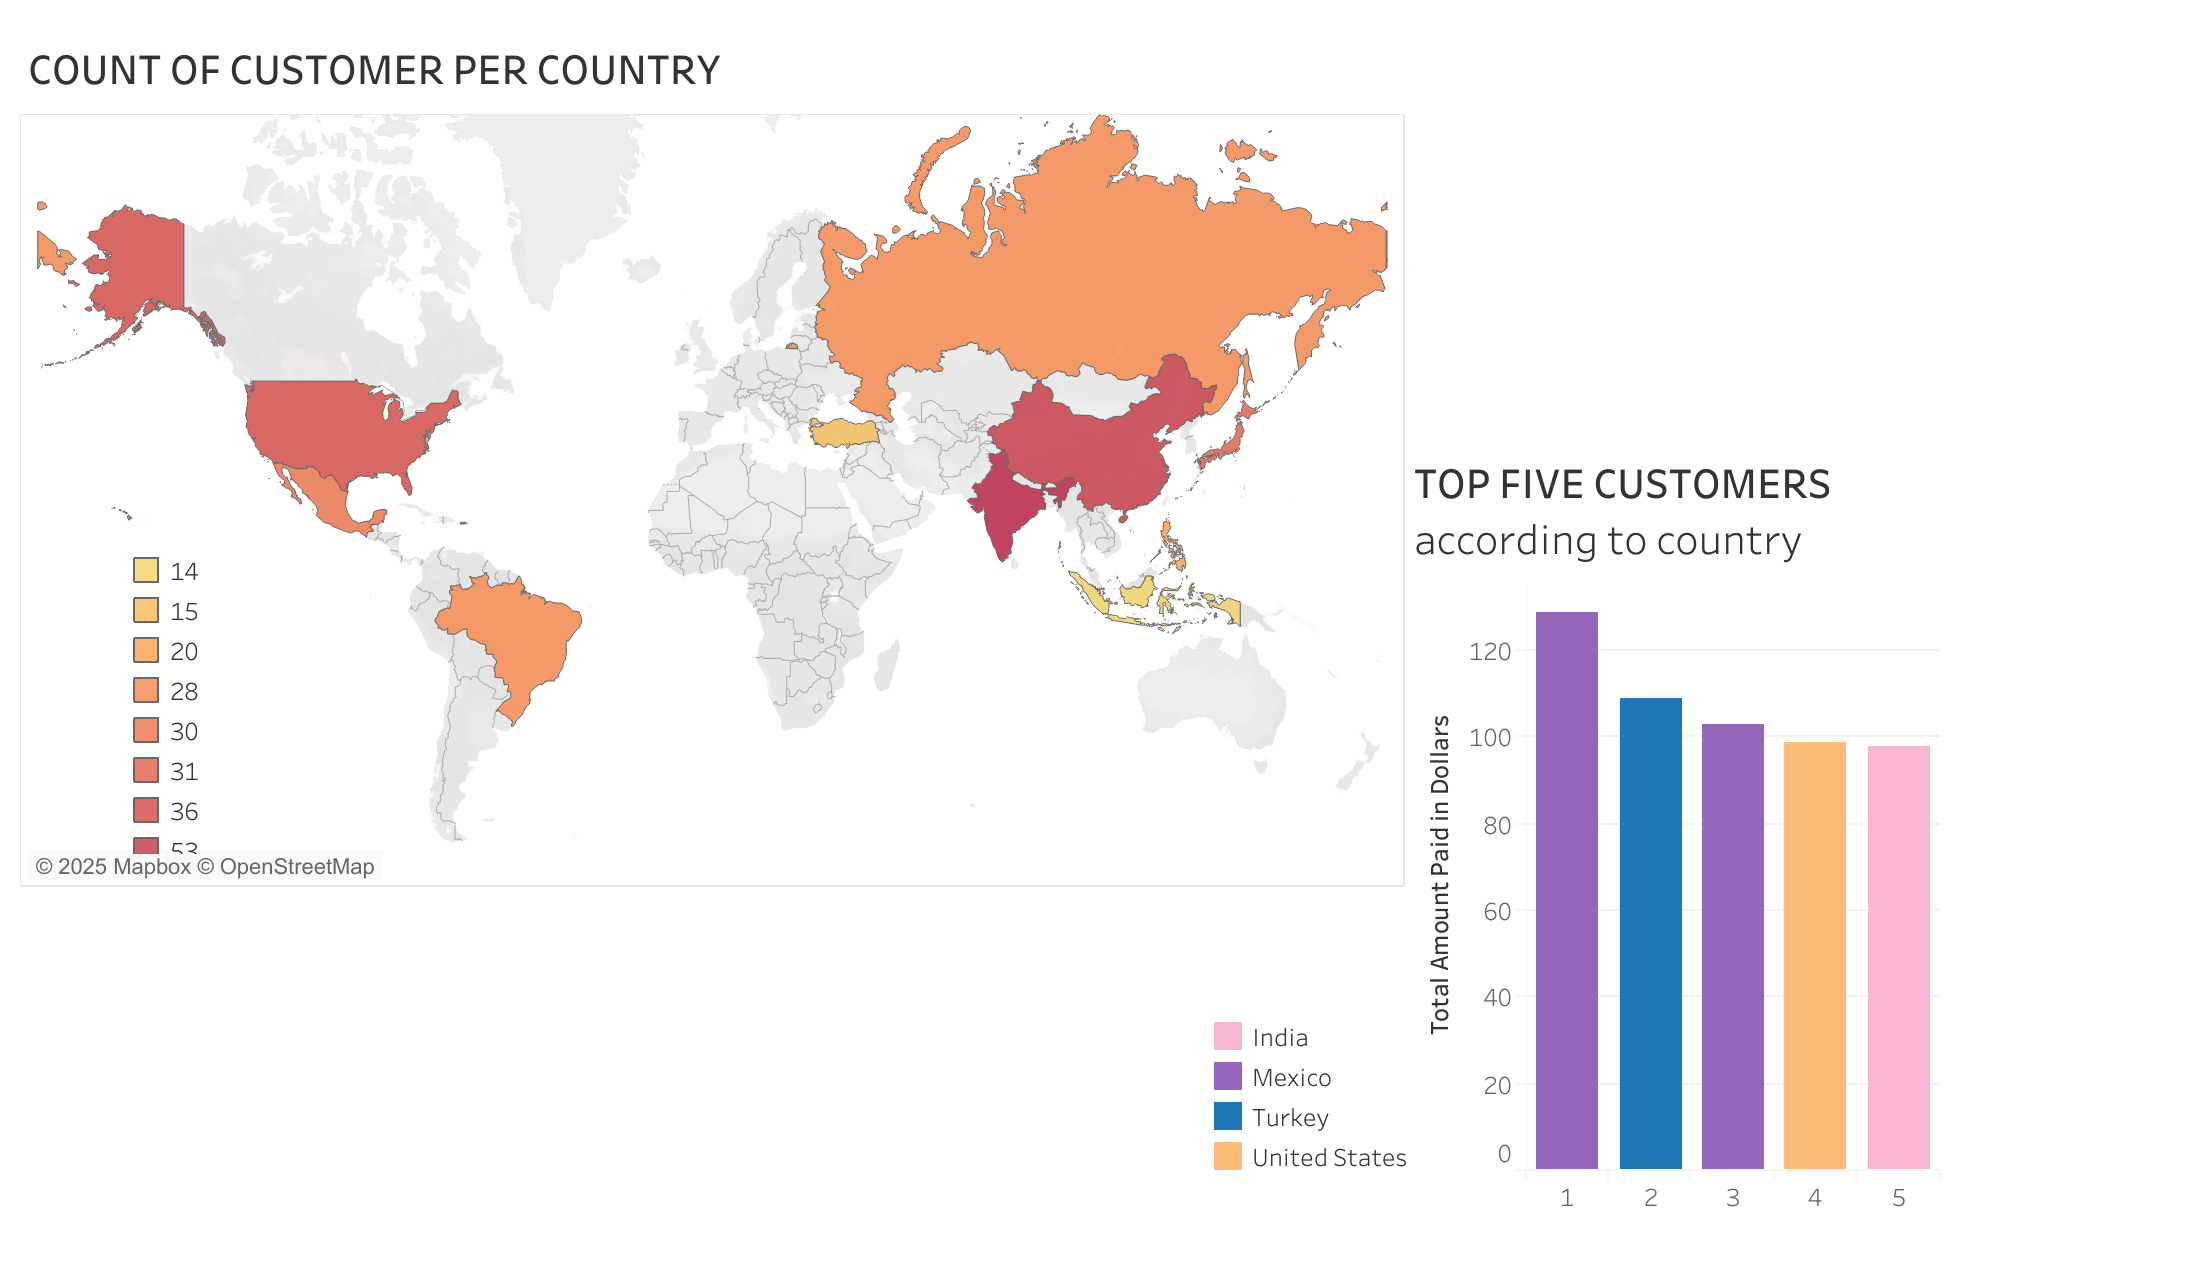 COUNT OF CUSTOMER PER COUNTRY
14
15
20
28
30
31
36
53
© 2025 Mapbox © OpenStreetMap
TOP FIVE CUSTOMERS
according to country
Total Amount Paid in Dollars
120
100
80
60
40
20
0
1 2 3 4 5
India
Mexico
Turkey
United States